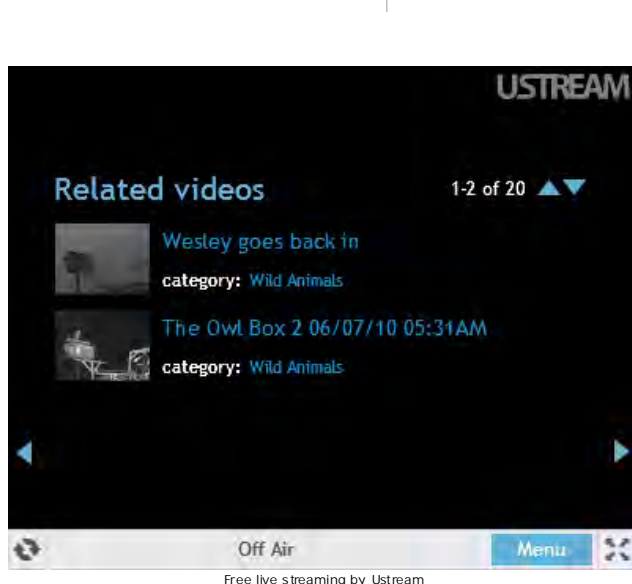 USTREAM
Related videos
1-2 of 20
Wesley goes back in
category: Wild Animals
The Owl Box 2 06/07/10 05:31AM
category: Wild Animals
Off Air
Menu
Free live streaming by Ustream